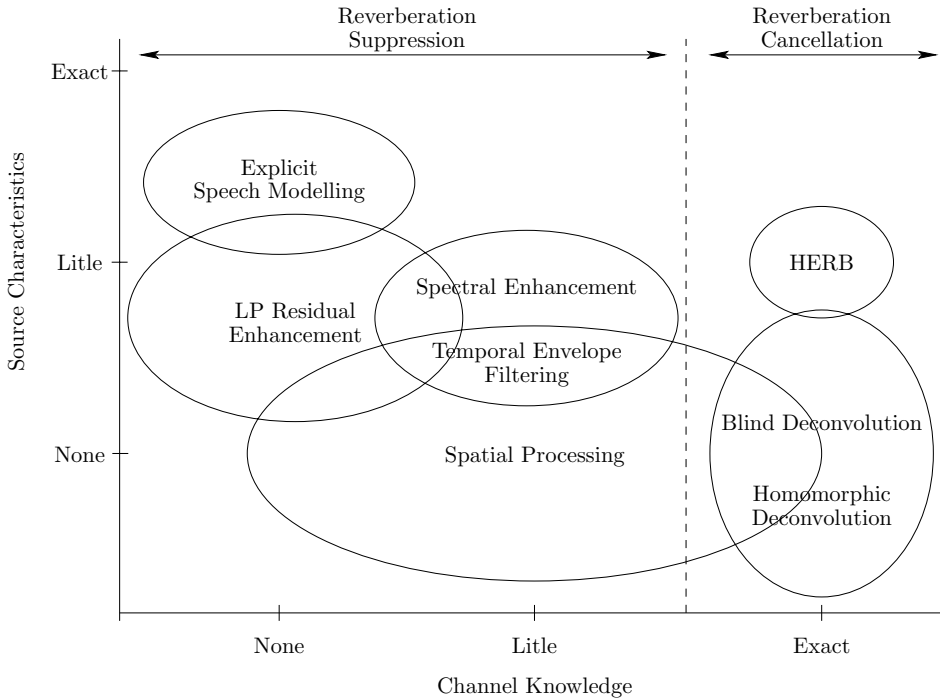 Reverberation
Suppression
Reverberation
Cancellation
Exact
Explicit
Speech Modelling
Source Characteristics
Litle
HERB
Spectral Enhancement
LP Residual
Enhancement
Temporal Envelope
Filtering
Blind Deconvolution
None
Spatial Processing
Homomorphic
Deconvolution
None
Litle
Exact
Channel Knowledge